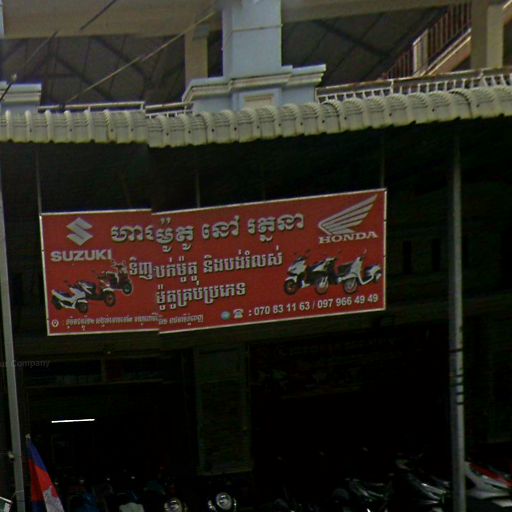 ហាងម៉ូតូ នៅ រត្ននា
SUZUKI
HONDA
ទិញលក់ម៉ូតូ និងបង់រំលស់
ម៉ូតូគ្រប់ប្រភេទ
: 070 83 11 63 / 097 966 49 49